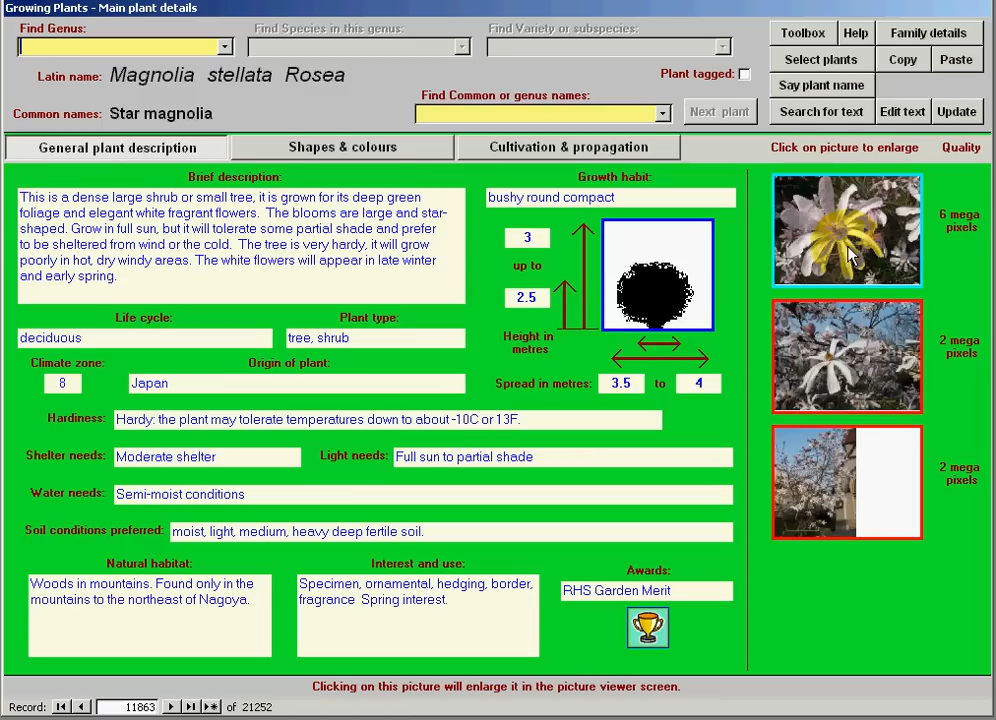 Growing Plants - Main plant details
Find Genus:
Find Species in this genus:
Find Variety or subspecies:
Toolbox
Help
Family details
Select plants
Copy
Paste
Latin name: Magnolia stellata Rosea
Plant tagged:
Say plant name
Find Common or genus names:
Common names: Star magnolia
Next plant
Search for text
Edit text
Update
General plant description
Shapes & colours
Cultivation & propagation
Click on picture to enlarge
Quality
Brief description:
This is a dense large shrub or small tree, it is grown for its deep green
foliage and elegant white fragrant flowers. The blooms are large and star-
shaped. Grow in full sun, but it will tolerate some partial shade and prefer
to be sheltered from wind or the cold. The tree is very hardy, it will grow
poorly in hot, dry windy areas. The white flowers will appear in late winter
and early spring.
Growth habit:
bushy round compact
3
up to
2.5
Height in
metres
Spread in metres: 3.5 to 4
6 mega
pixels
2 mega
pixels
2 mega
pixels
Life cycle:
deciduous
Plant type:
tree, shrub
Climate zone:
8
Origin of plant:
Japan
Hardiness: Hardy: the plant may tolerate temperatures down to about -10C or 13F.
Shelter needs: Moderate shelter
Light needs: Full sun to partial shade
Water needs: Semi-moist conditions
Soil conditions preferred: moist, light, medium, heavy deep fertile soil.
Natural habitat:
Woods in mountains. Found only in the
mountains to the northeast of Nagoya.
Interest and use:
Specimen, ornamental, hedging, border,
fragrance Spring interest.
Awards:
RHS Garden Merit
Clicking on this picture will enlarge it in the picture viewer screen.
Record: 11863 of 21252